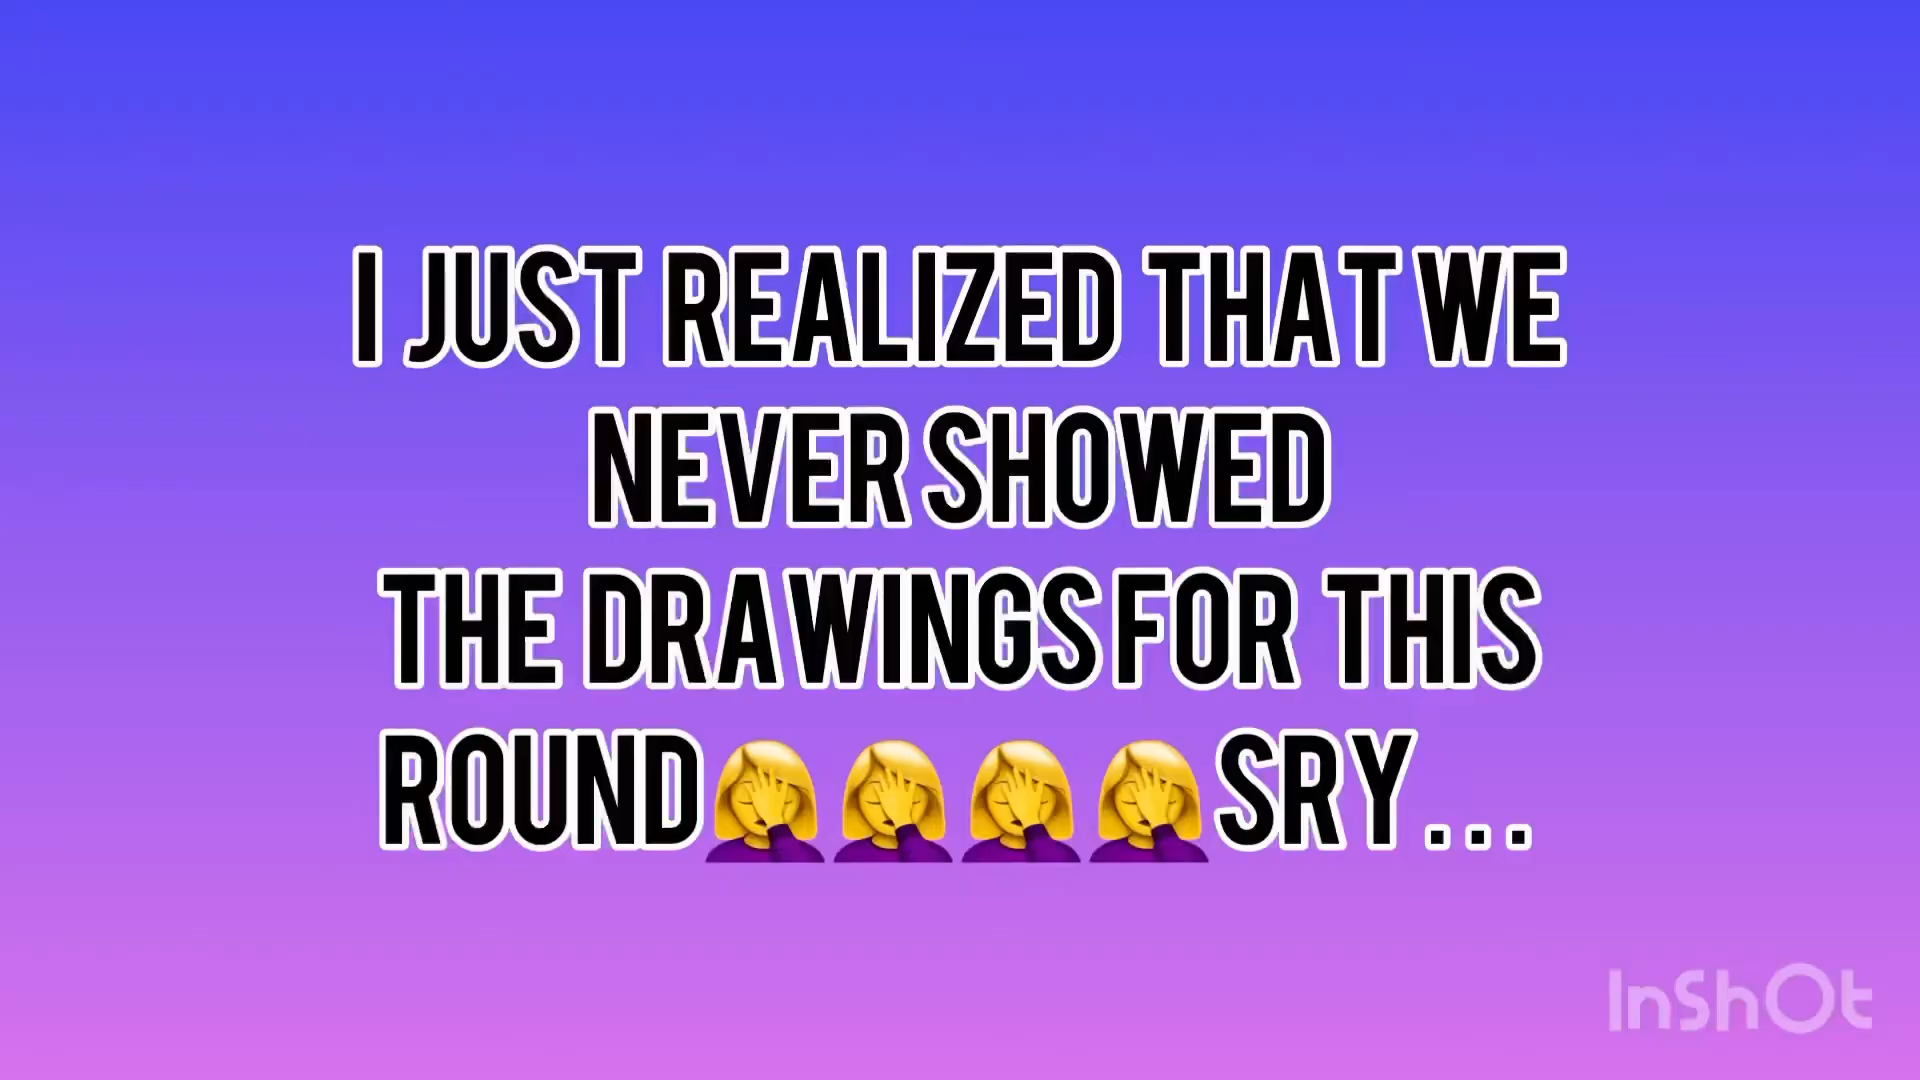 I JUST REALIZED THAT WE
NEVER SHOWED
THE DRAWINGS FOR THIS
ROUND🤦‍♀️🤦‍♀️🤦‍♀️🤦‍♀️SRY...
InShOt